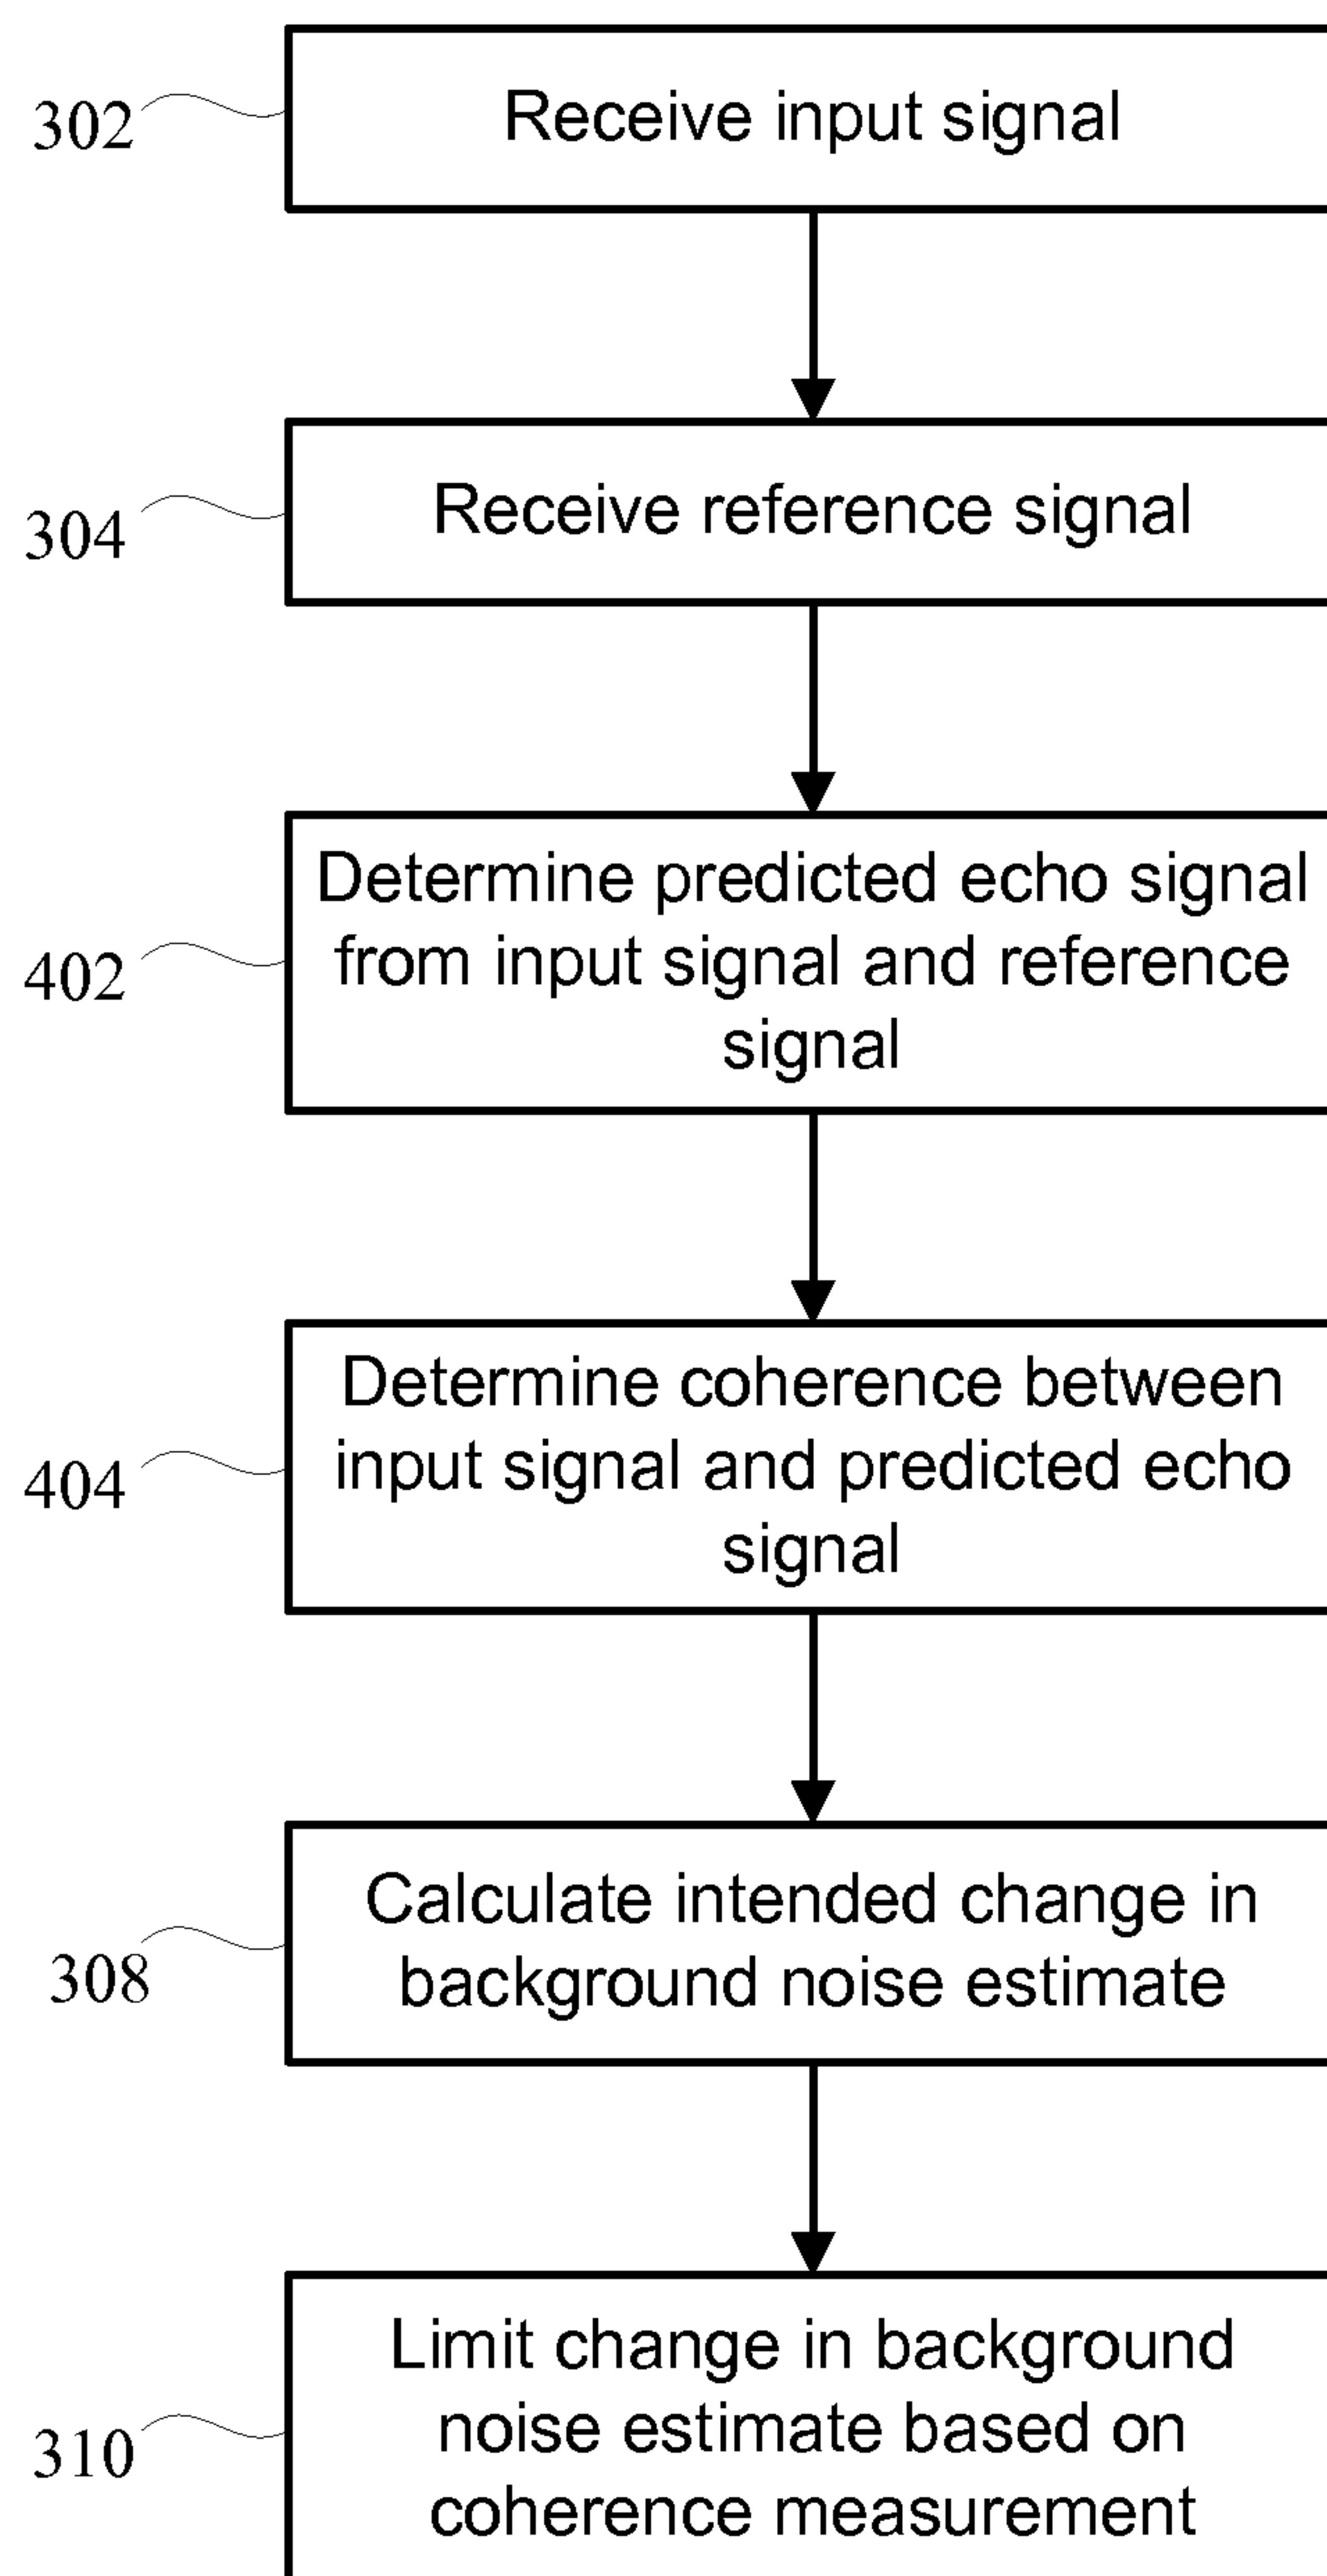 302
Receive input signal
304
Receive reference signal
402
Determine predicted echo signal
from input signal and reference
signal
404
Determine coherence between
input signal and predicted echo
signal
308
Calculate intended change in
background noise estimate
310
Limit change in background
noise estimate based on
coherence measurement